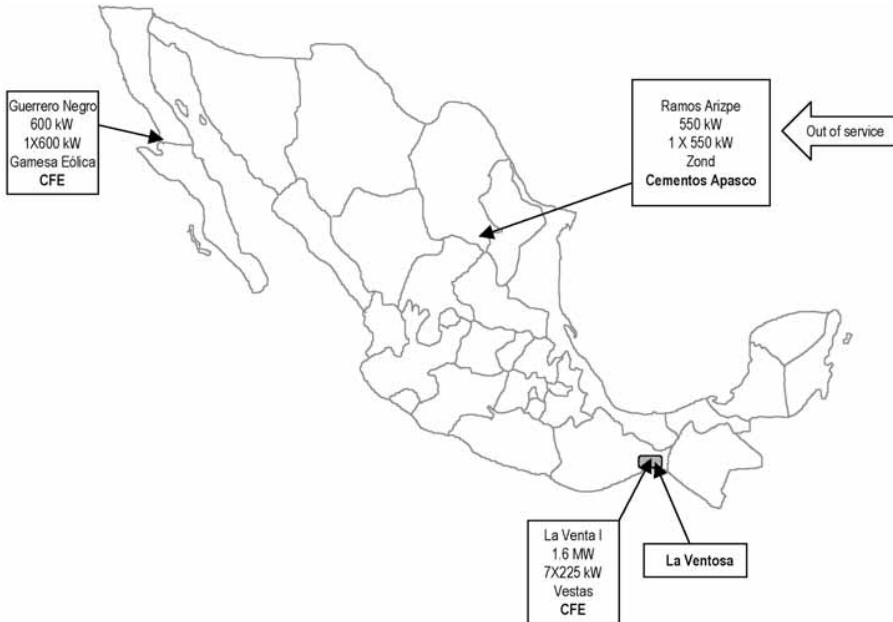 Guerrero Negro
600 kW
1X600 kW
Gamesa Eólica
CFE
Ramos Arizpe
550 kW
1 X 550 kW
Zond
Cementos Apasco
Out of service
La Venta I
1.6 MW
7X225 kW
Vestas
CFE
La Ventosa